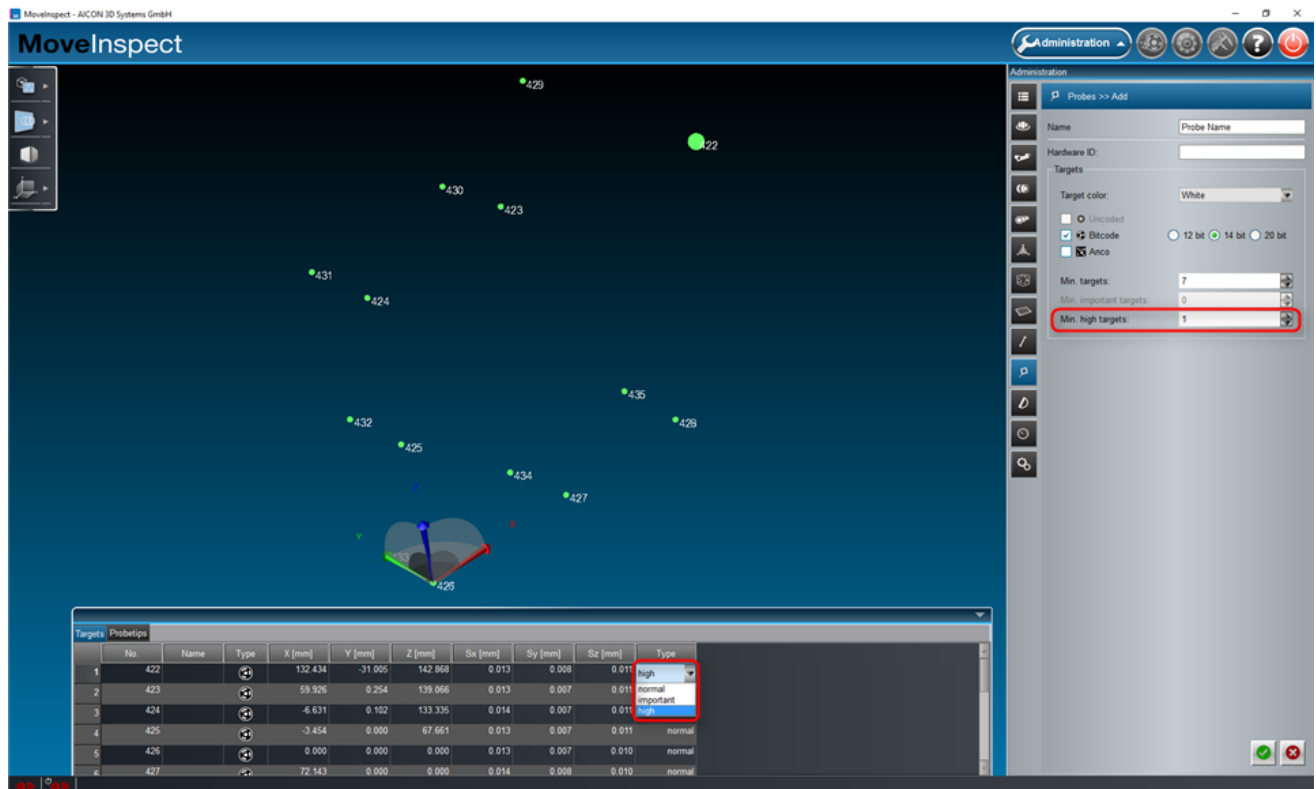 MoveInspect - AICON 3D Systems GmbH
MoveInspect
Administration
Administration
Probes >> Add
Name
Probe Name
Hardware ID:
Targets
Target color:
White
Uncoded
Bitcode
12 bit
14 bit
20 bit
Anco
Min. targets:
7
Min. important targets:
0
Min. high targets:
1
429
422
430
423
431
424
435
428
432
425
434
427
Z
X
Y
433
426
Targets Probetips
No. Name Type X [mm] Y [mm] Z [mm] Sx [mm] Sy [mm] Sz [mm] Type
1 422 132.434 -31.005 142.868 0.013 0.008 0.011 high
2 423 59.926 0.254 139.066 0.013 0.007 0.011 normal
important
3 424 -6.631 0.102 133.335 0.014 0.007 0.011 high
4 425 -3.454 0.000 67.661 0.013 0.007 0.011 normal
5 426 0.000 0.000 0.000 0.013 0.007 0.010 normal
6 427 72.143 0.000 0.000 0.014 0.008 0.010 normal